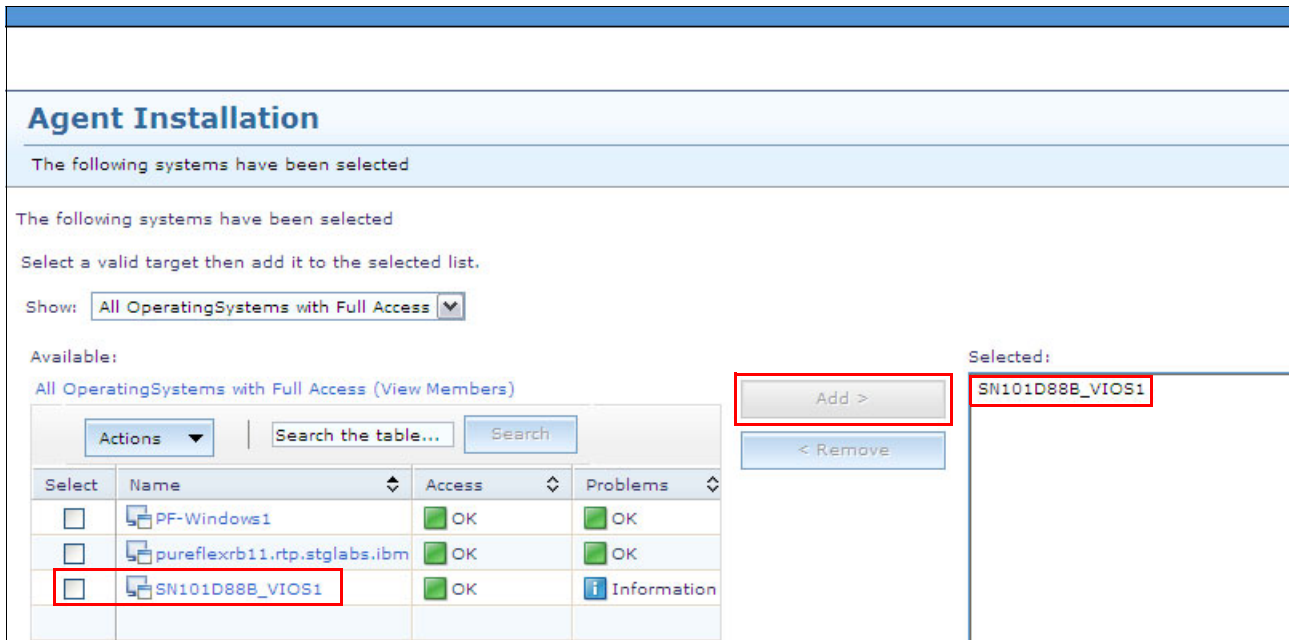 Agent Installation
The following systems have been selected
The following systems have been selected
Select a valid target then add it to the selected list.
Show: All OperatingSystems with Full Access
Available:
All OperatingSystems with Full Access (View Members)
Actions Search the table... Search
Select Name Access Problems
PF-Windows1 OK OK
pureflexrb11.rtp.stglabs.ibm OK OK
SN101D88B_VIOS1 OK i Information
Add >
< Remove
Selected:
SN101D88B_VIOS1